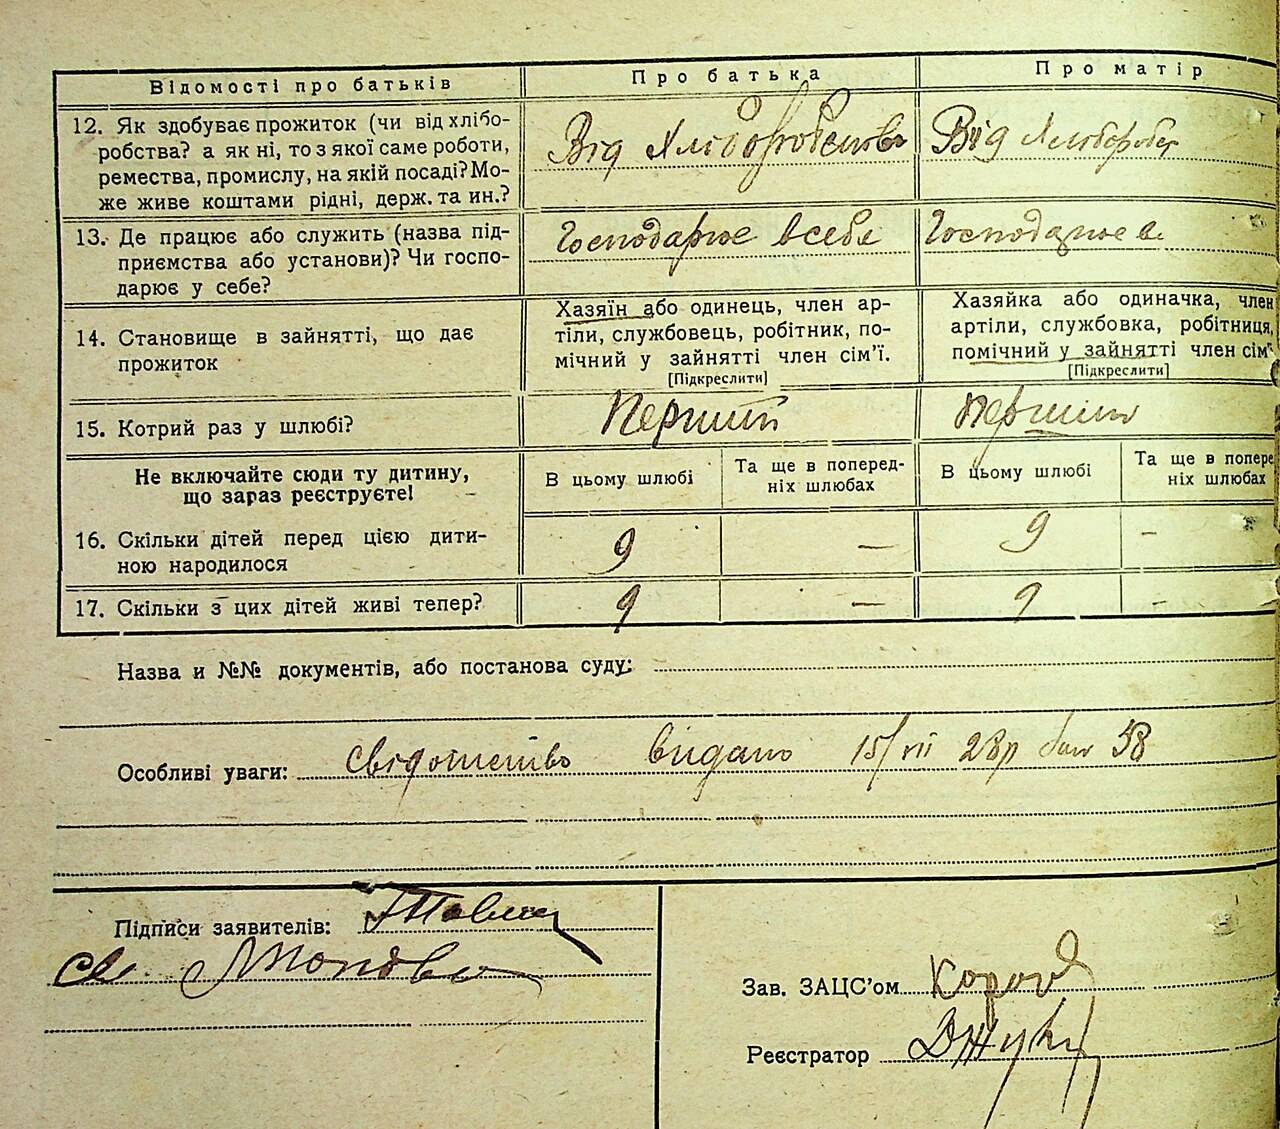 Відомості про батьків Про батька Про матір
12. Як здобуває прожиток (чи від хлібо-
робства? а як ні, то з якої саме роботи,
ремества, промислу, на якій посаді? Мо-
же живе коштами рідні, держ. та ин.?
Від Хлиборобства Від Хлибороб
13. Де працює або служить (назва під-
приємства або установи)? Чи госпо-
дарює у себе?
Господарює в себе Господарює в
14. Становище в зайнятті, що дає
прожиток
Хазяїн або одинець, член ар-
тіли, службовець, робітник, по-
мічний у зайнятті член сім'ї.
[Підкреслити]
Хазяйка або одиначка, член
артіли, службовка, робітниця,
помічний у зайнятті член сім'
[Підкреслити]
15. Котрий раз у шлюбі? Перший Перший
Не включайте сюди ту дитину,
що зараз реєструєте!
В цьому шлюбі
Та ще в поперед-
ніх шлюбах
В цьому шлюбі
Та ще в попере
ніх шлюбах
16. Скільки дітей перед цією дити-
ною народилося
9 — 9 -
17. Скільки з цих дітей живі тепер? 9 — 9 -
Назва и №№ документів, або постанова суду:
Особливі уваги: свідотство видано 15/VII 28р 58
Підписи заявителів:
Зав. ЗАЦС'ом
Реєстратор